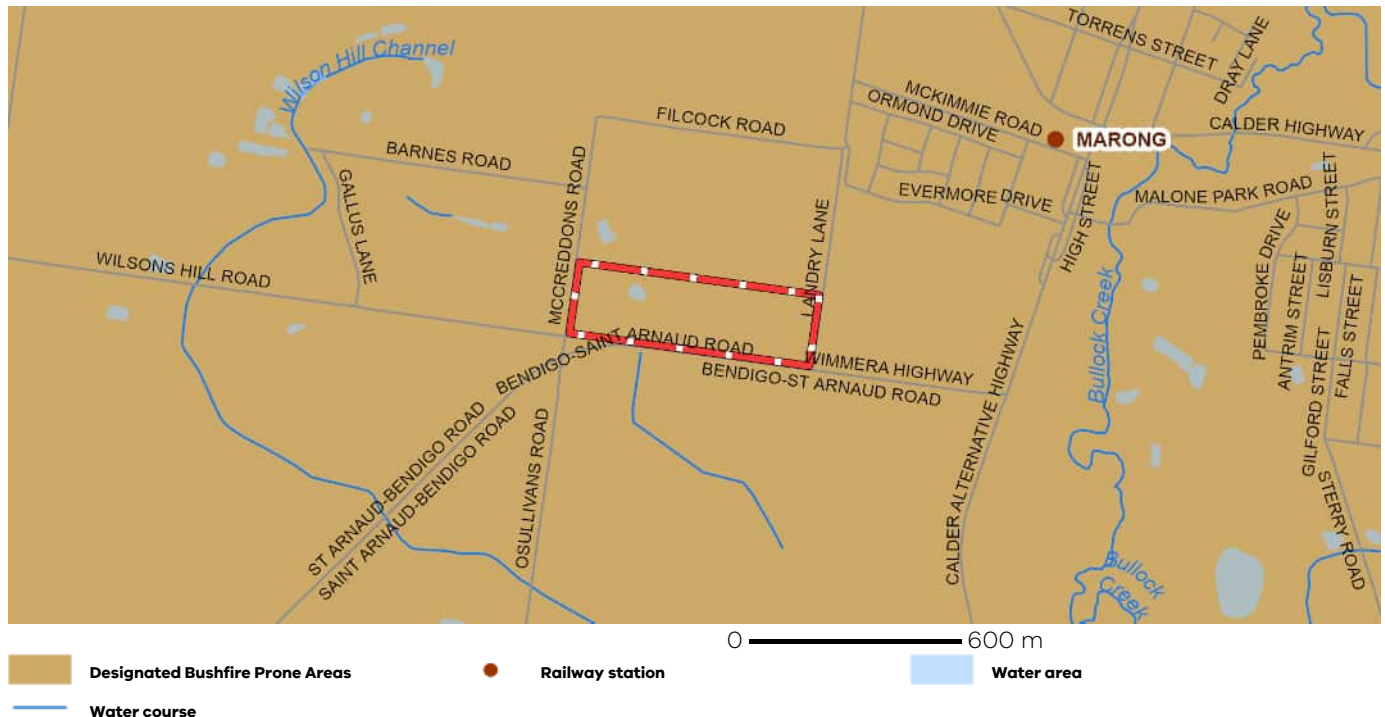 TORRENS STREET
DRAY LANE
Wilson Hill Channel
MCKIMMIE ROAD
ORMOND DRIVE
FILCOCK ROAD
MARONG
CALDER HIGHWAY
BARNES ROAD
MCCREDDONS ROAD
GALLUS LANE
EVERMORE DRIVE
HIGH STREET
MALONE PARK ROAD
LISBURN STREET
LANDRY LANE
PEMBROKE DRIVE
ANTRIM STREET
WILSONS HILL ROAD
Bullock Creek
GILFORD STREET
FALLS STREET
BENDIGO-SAINT ARNAUD ROAD
WIMMERA HIGHWAY
BENDIGO-ST ARNAUD ROAD
CALDER ALTERNATIVE HIGHWAY
ST ARNAUD-BENDIGO ROAD
SAINT ARNAUD-BENDIGO ROAD
OSULLIVANS ROAD
STERRY ROAD
Bullock
Creek
0 600 m
Designated Bushfire Prone Areas
Railway station
Water area
Water course